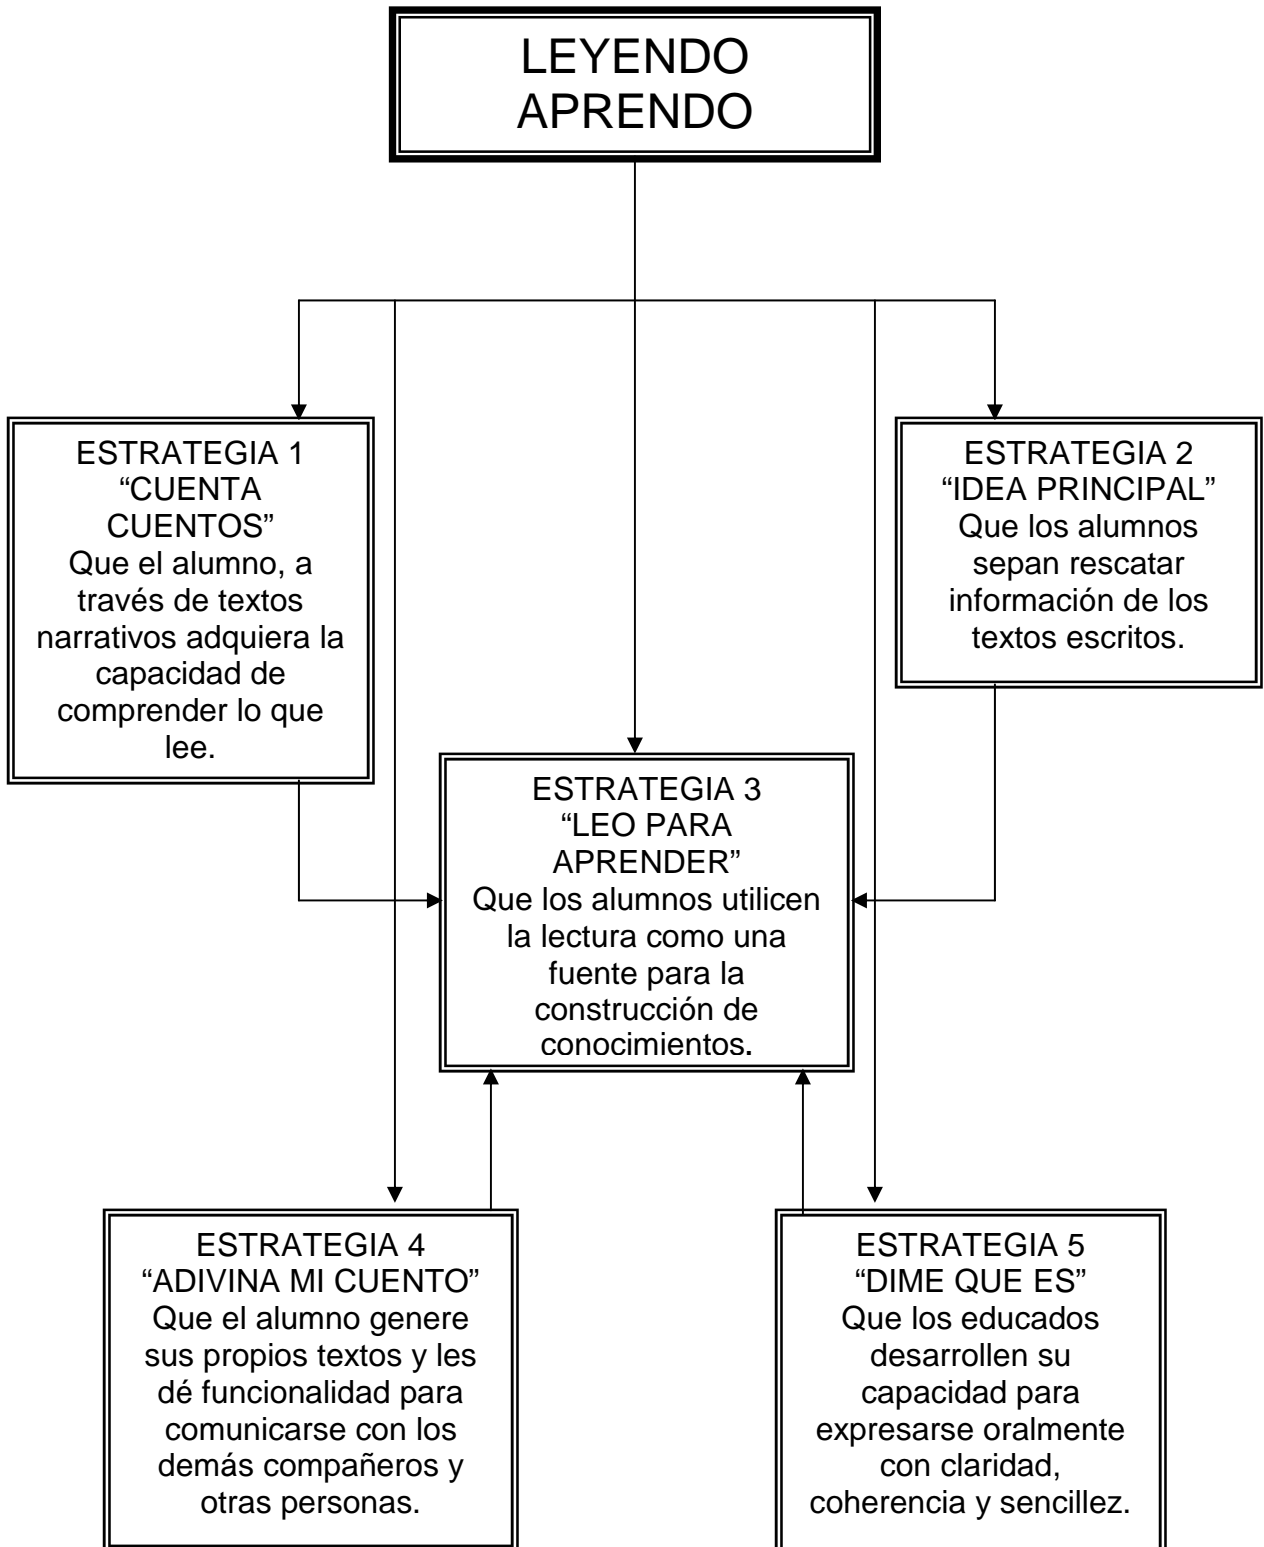 LEYENDO
APRENDO
ESTRATEGIA 1
“CUENTA
CUENTOS”
Que el alumno, a
través de textos
narrativos adquiera la
capacidad de
comprender lo que
lee.
ESTRATEGIA 2
“IDEA PRINCIPAL”
Que los alumnos
sepan rescatar
información de los
textos escritos.
ESTRATEGIA 3
“LEO PARA
APRENDER”
Que los alumnos utilicen
la lectura como una
fuente para la
construcción de
conocimientos.
ESTRATEGIA 4
“ADIVINA MI CUENTO”
Que el alumno genere
sus propios textos y les
dé funcionalidad para
comunicarse con los
demás compañeros y
otras personas.
ESTRATEGIA 5
“DIME QUE ES”
Que los educados
desarrollen su
capacidad para
expresarse oralmente
con claridad,
coherencia y sencillez.